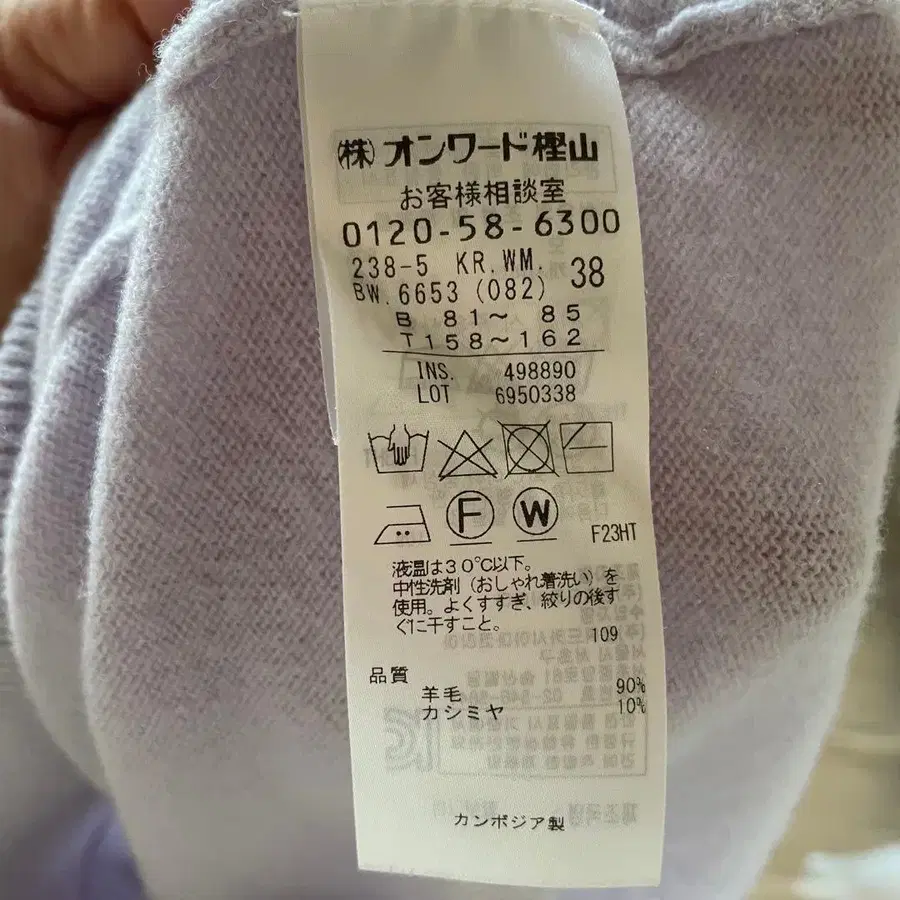 (株)オンワード樫山
お客様相談室
0120-58-6300
238-5 KR.WM. 38
BW.6653 (082)
B 81〜 85
T158〜162
INS. 498890
LOT 6950338
F
W
F23HT
液温は30℃以下。
中性洗剤(おしゃれ着洗い)を
使用。よくすすぎ、絞りの後す
ぐに干すこと。
109
品質
羊毛 90%
カシミヤ 10%
カンボジア製